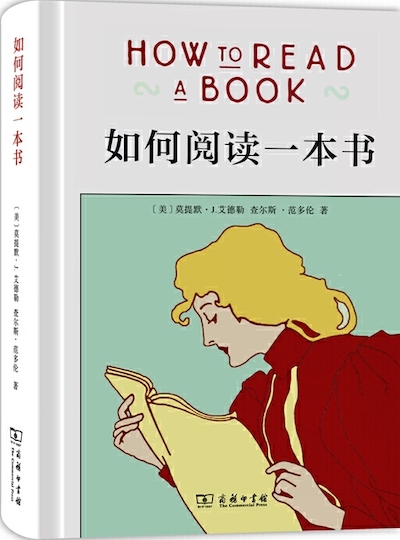 HOW TO READ
A BOOK
如何阅读一本书
〔美〕莫提默·J.艾德勒 查尔斯·范多伦 著
商务印书馆
The Commercial Press
如何阅读一本书
〔美〕莫提默·J.艾德勒 查尔斯·范多伦 著
商务印书馆
The Commercial Press